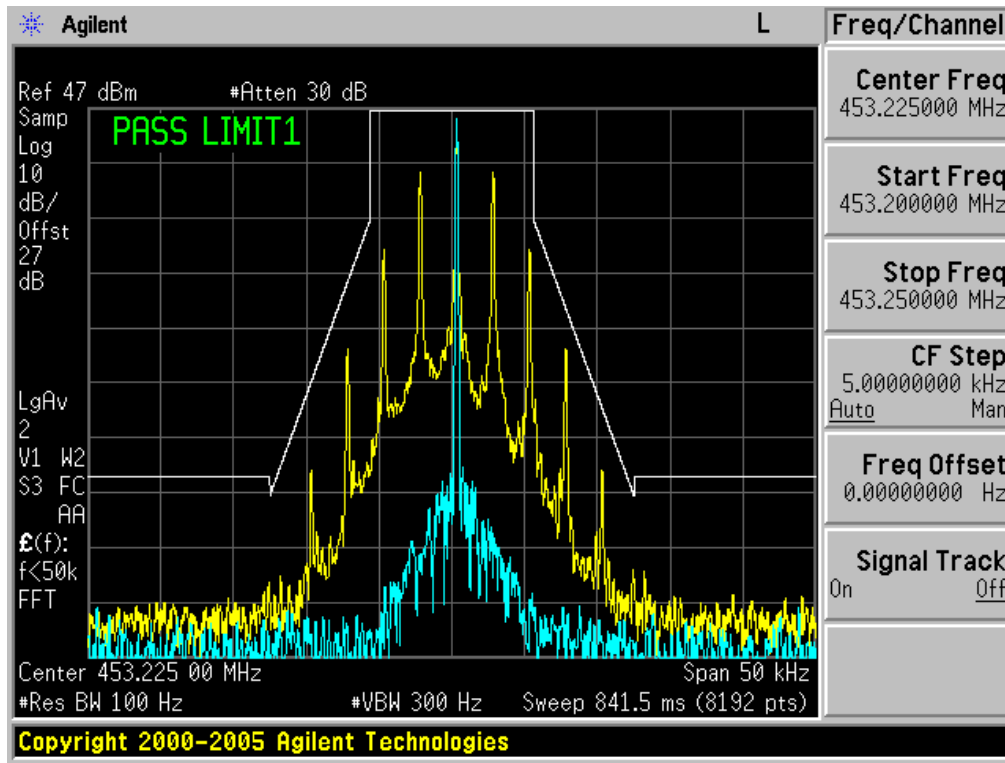 Agilent L
Ref 47 dBm #Atten 30 dB
Samp
Log
10
dB/
Offst
27
dB
PASS LIMIT1
LgAv
2
V1 W2
S3 FC
AA
£(f):
f<50k
FFT
Center 453.225 00 MHz Span 50 kHz
#Res BW 100 Hz #VBW 300 Hz Sweep 841.5 ms (8192 pts)
Copyright 2000-2005 Agilent Technologies
Freq/Channel
Center Freq
453.225000 MHz
Start Freq
453.200000 MHz
Stop Freq
453.250000 MHz
CF Step
5.00000000 kHz
Auto Man
Freq Offset
0.00000000 Hz
Signal Track
On Off